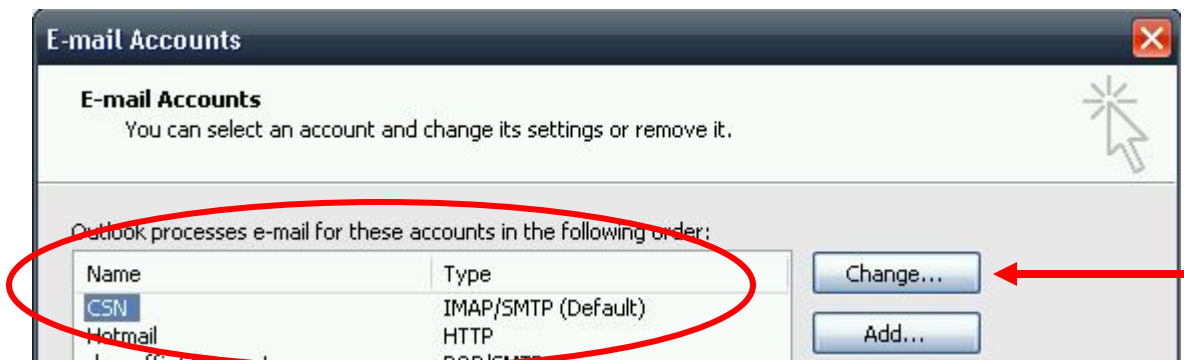 E-mail Accounts
E-mail Accounts
You can select an account and change its settings or remove it.
Outlook processes e-mail for these accounts in the following order:
Name Type
CSN IMAP/SMTP (Default)
Hotmail HTTP
Change...
Add...